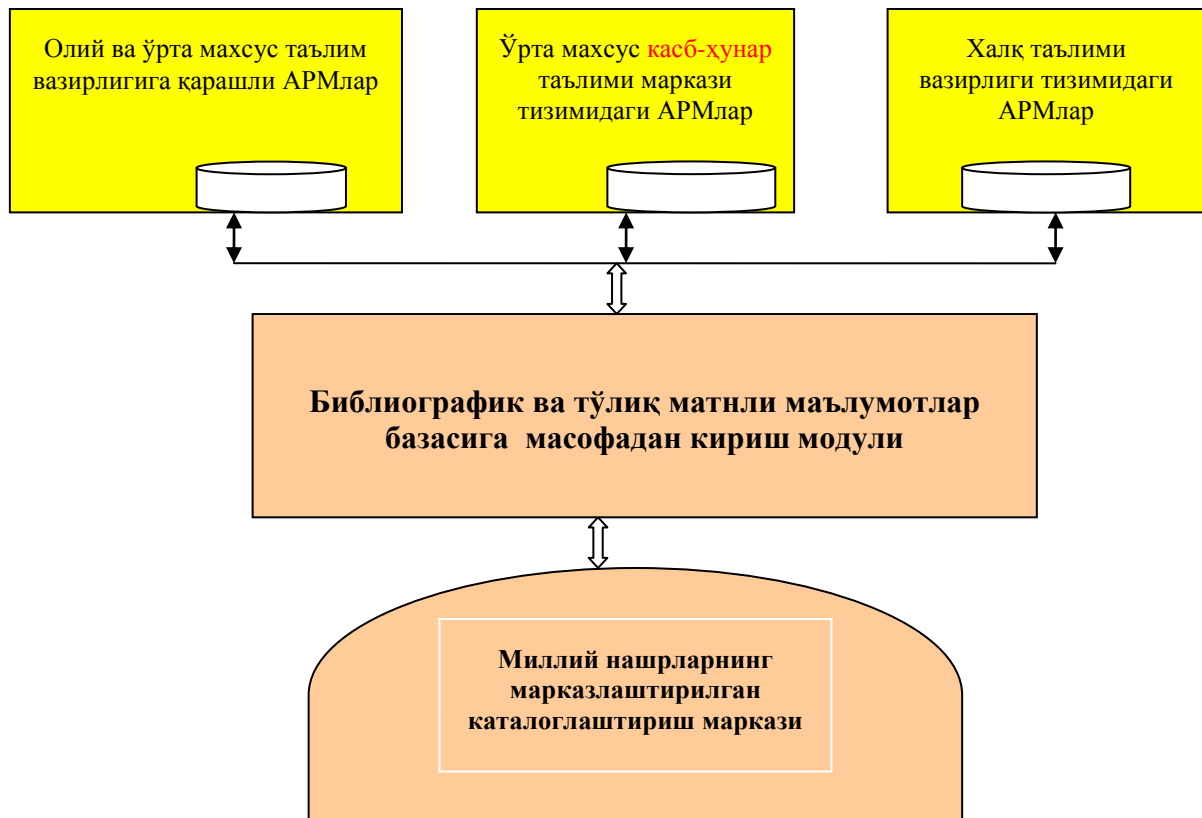 Олий ва ўрта махсус таълим
вазирлигига қарашли АРМлар
Ўрта махсус касб-ҳунар
таълими маркази
тизимидаги АРМлар
Халқ таълими
вазирлиги тизимидаги
АРМлар
Библиографик ва тўлиқ матнли маълумотлар
базасига масофадан кириш модули
Миллий нашрларнинг
марказлаштирилган
каталоглаштириш маркази